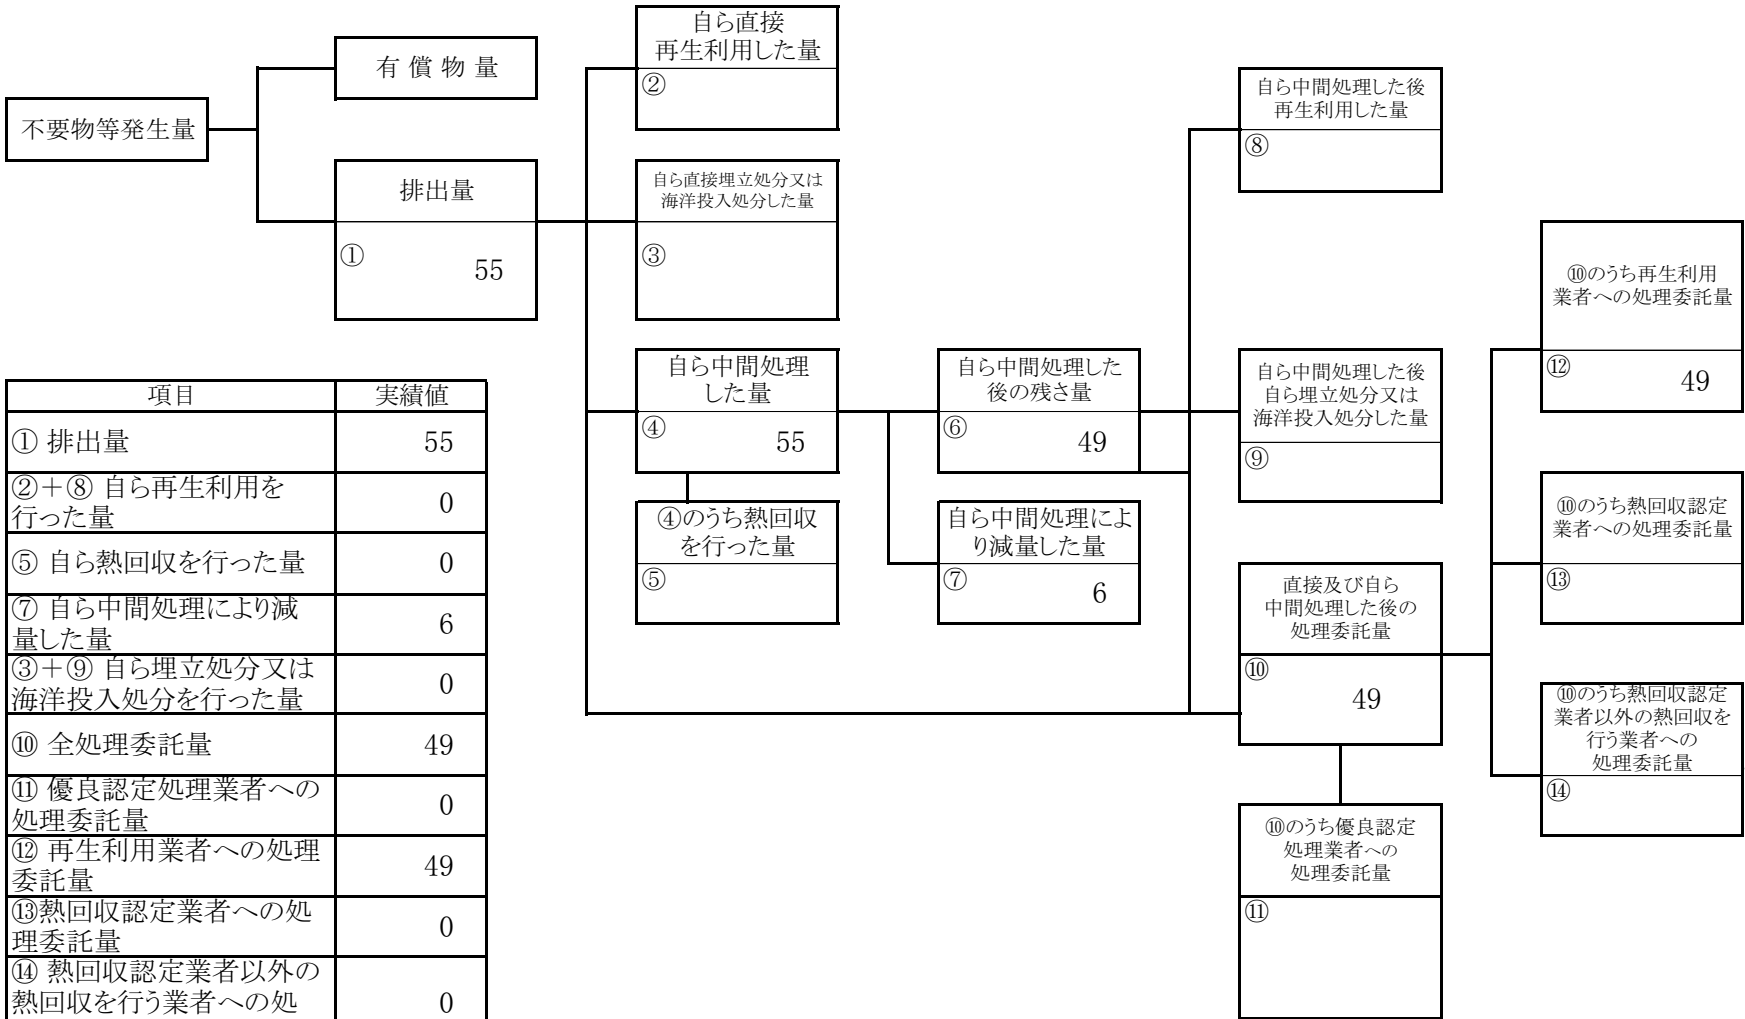 不要物等発生量
有 償 物 量
排出量
①
55
自ら直接
再生利用した量
②
自ら直接埋立処分又は
海洋投入処分した量
③
自ら中間処理
した量
④
55
④のうち熱回収
を行った量
⑤
自ら中間処理した
後の残さ量
⑥
49
自ら中間処理によ
り減量した量
⑦
6
自ら中間処理した後
再生利用した量
⑧
自ら中間処理した後
自ら埋立処分又は
海洋投入処分した量
⑨
直接及び自ら
中間処理した後の
処理委託量
⑩
49
⑩のうち優良認定
処理業者への
処理委託量
⑪
⑩のうち再生利用
業者への処理委託量
⑫
49
⑩のうち熱回収認定
業者への処理委託量
⑬
⑩のうち熱回収認定
業者以外の熱回収を
行う業者への
処理委託量
⑭
項目 実績値
① 排出量 55
②＋⑧ 自ら再生利用を
行った量 0
⑤ 自ら熱回収を行った量 0
⑦ 自ら中間処理により減
量した量 6
③＋⑨ 自ら埋立処分又は
海洋投入処分を行った量 0
⑩ 全処理委託量 49
⑪ 優良認定処理業者への
処理委託量 0
⑫ 再生利用業者への処理
委託量 49
⑬熱回収認定業者への処
理委託量 0
⑭ 熱回収認定業者以外の
熱回収を行う業者への処 0